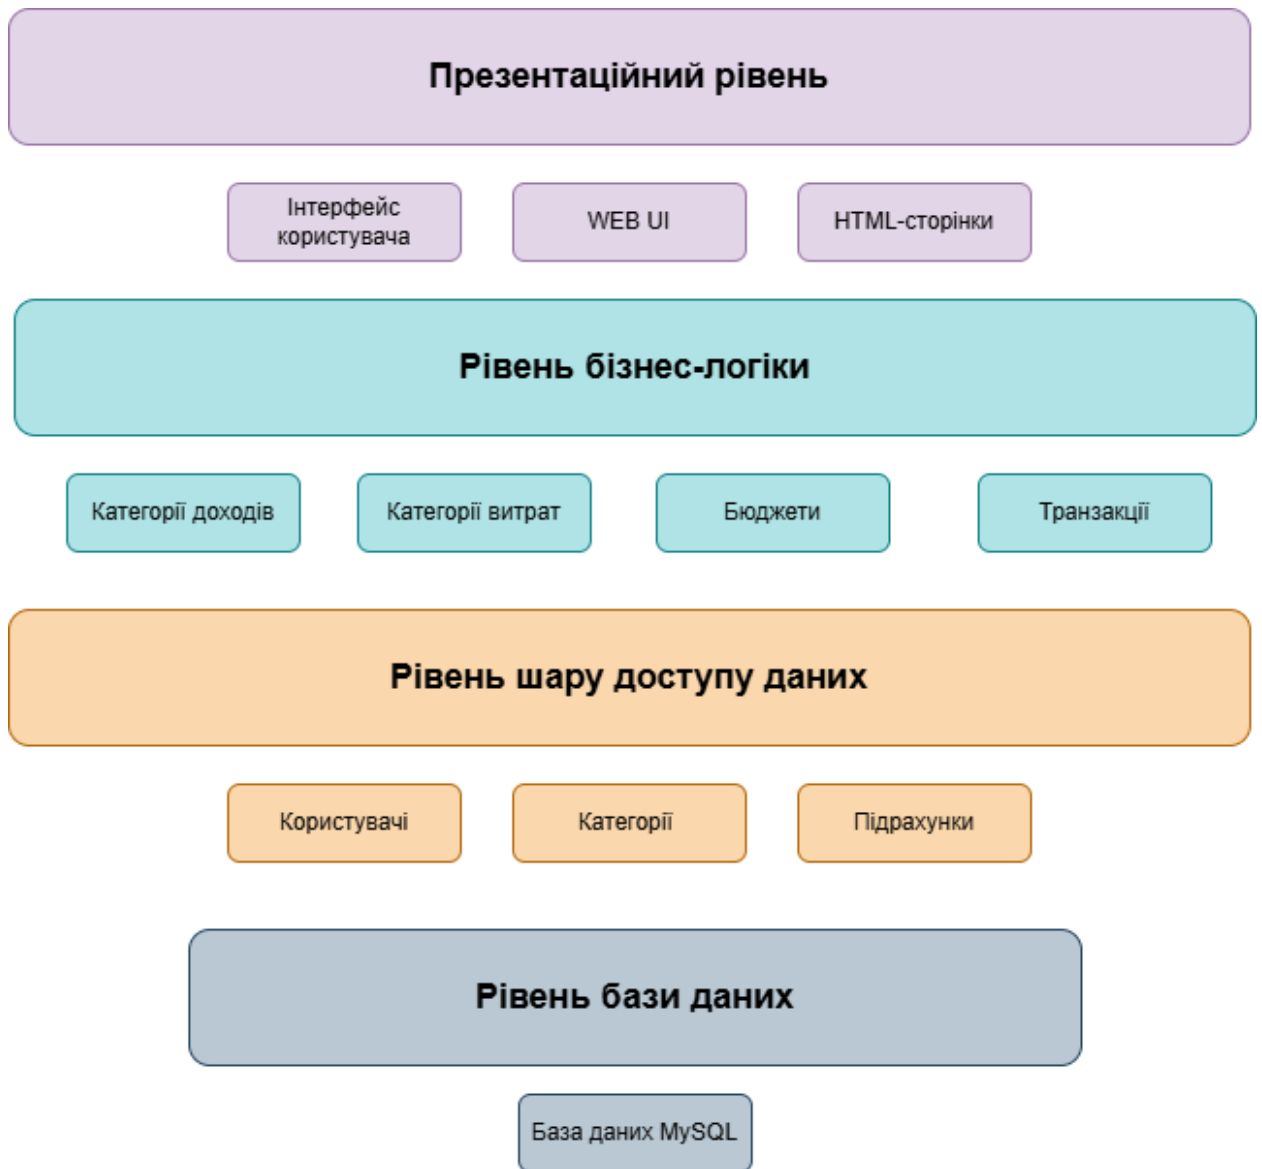 Презентаційний рівень
Інтерфейс
користувача
WEB UI
HTML-сторінки
Рівень бізнес-логіки
Категорії доходів
Категорії витрат
Бюджети
Транзакції
Рівень шару доступу даних
Користувачі
Категорії
Підрахунки
Рівень бази даних
База даних MySQL